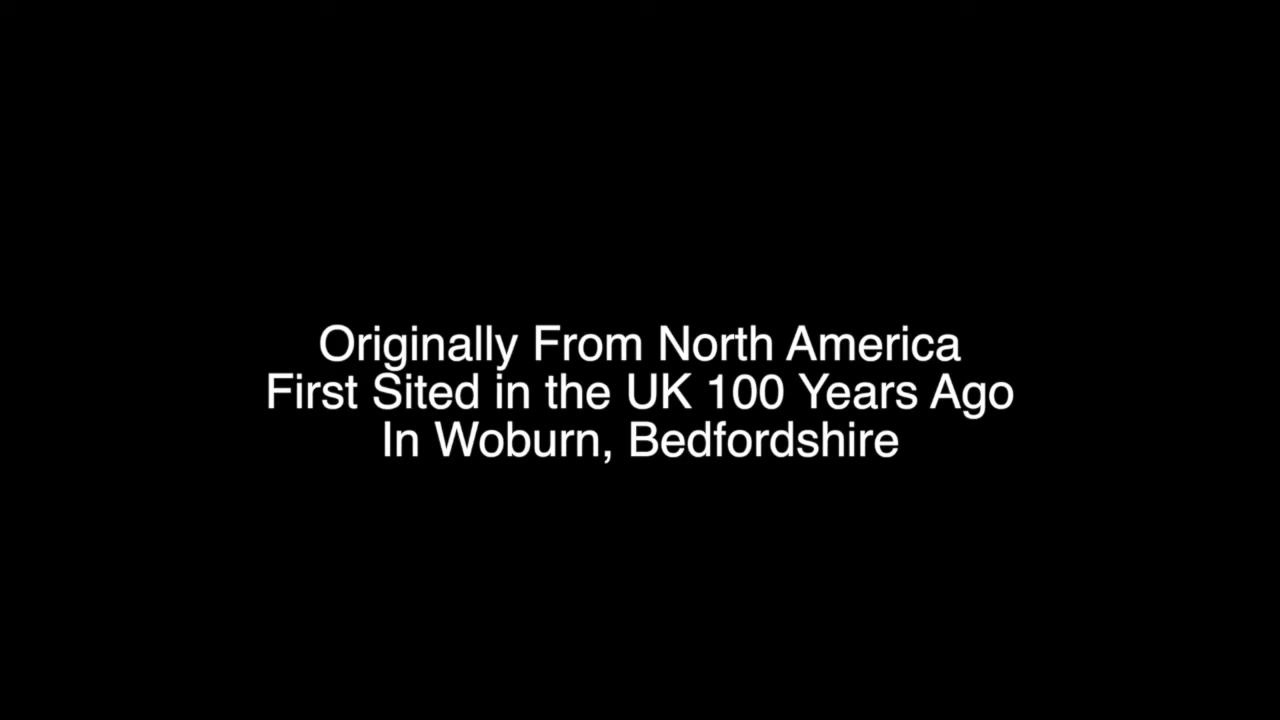 Originally From North America
First Sited in the UK 100 Years Ago
In Woburn, Bedfordshire